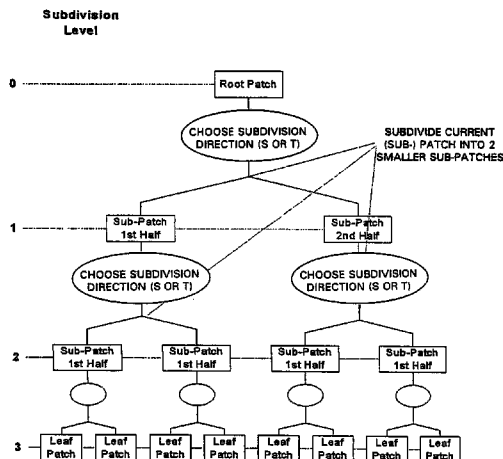 Subdivision
Level
0
Root Patch
CHOOSE SUBDIVISION
DIRECTION (S OR T)
SUBDIVIDE CURRENT
(SUB-) PATCH INTO 2
SMALLER SUB-PATCHES
1
Sub-Patch
1st Half
Sub-Patch
2nd Half
CHOOSE SUBDIVISION
DIRECTION (S OR T)
CHOOSE SUBDIVISION
DIRECTION (S OR T)
2
Sub-Patch
1st Half
Sub-Patch
1st Half
Sub-Patch
1st Half
Sub-Patch
1st Half
3
Leaf
Patch
Leaf
Patch
Leaf
Patch
Leaf
Patch
Leaf
Patch
Leaf
Patch
Leaf
Patch
Leaf
Patch